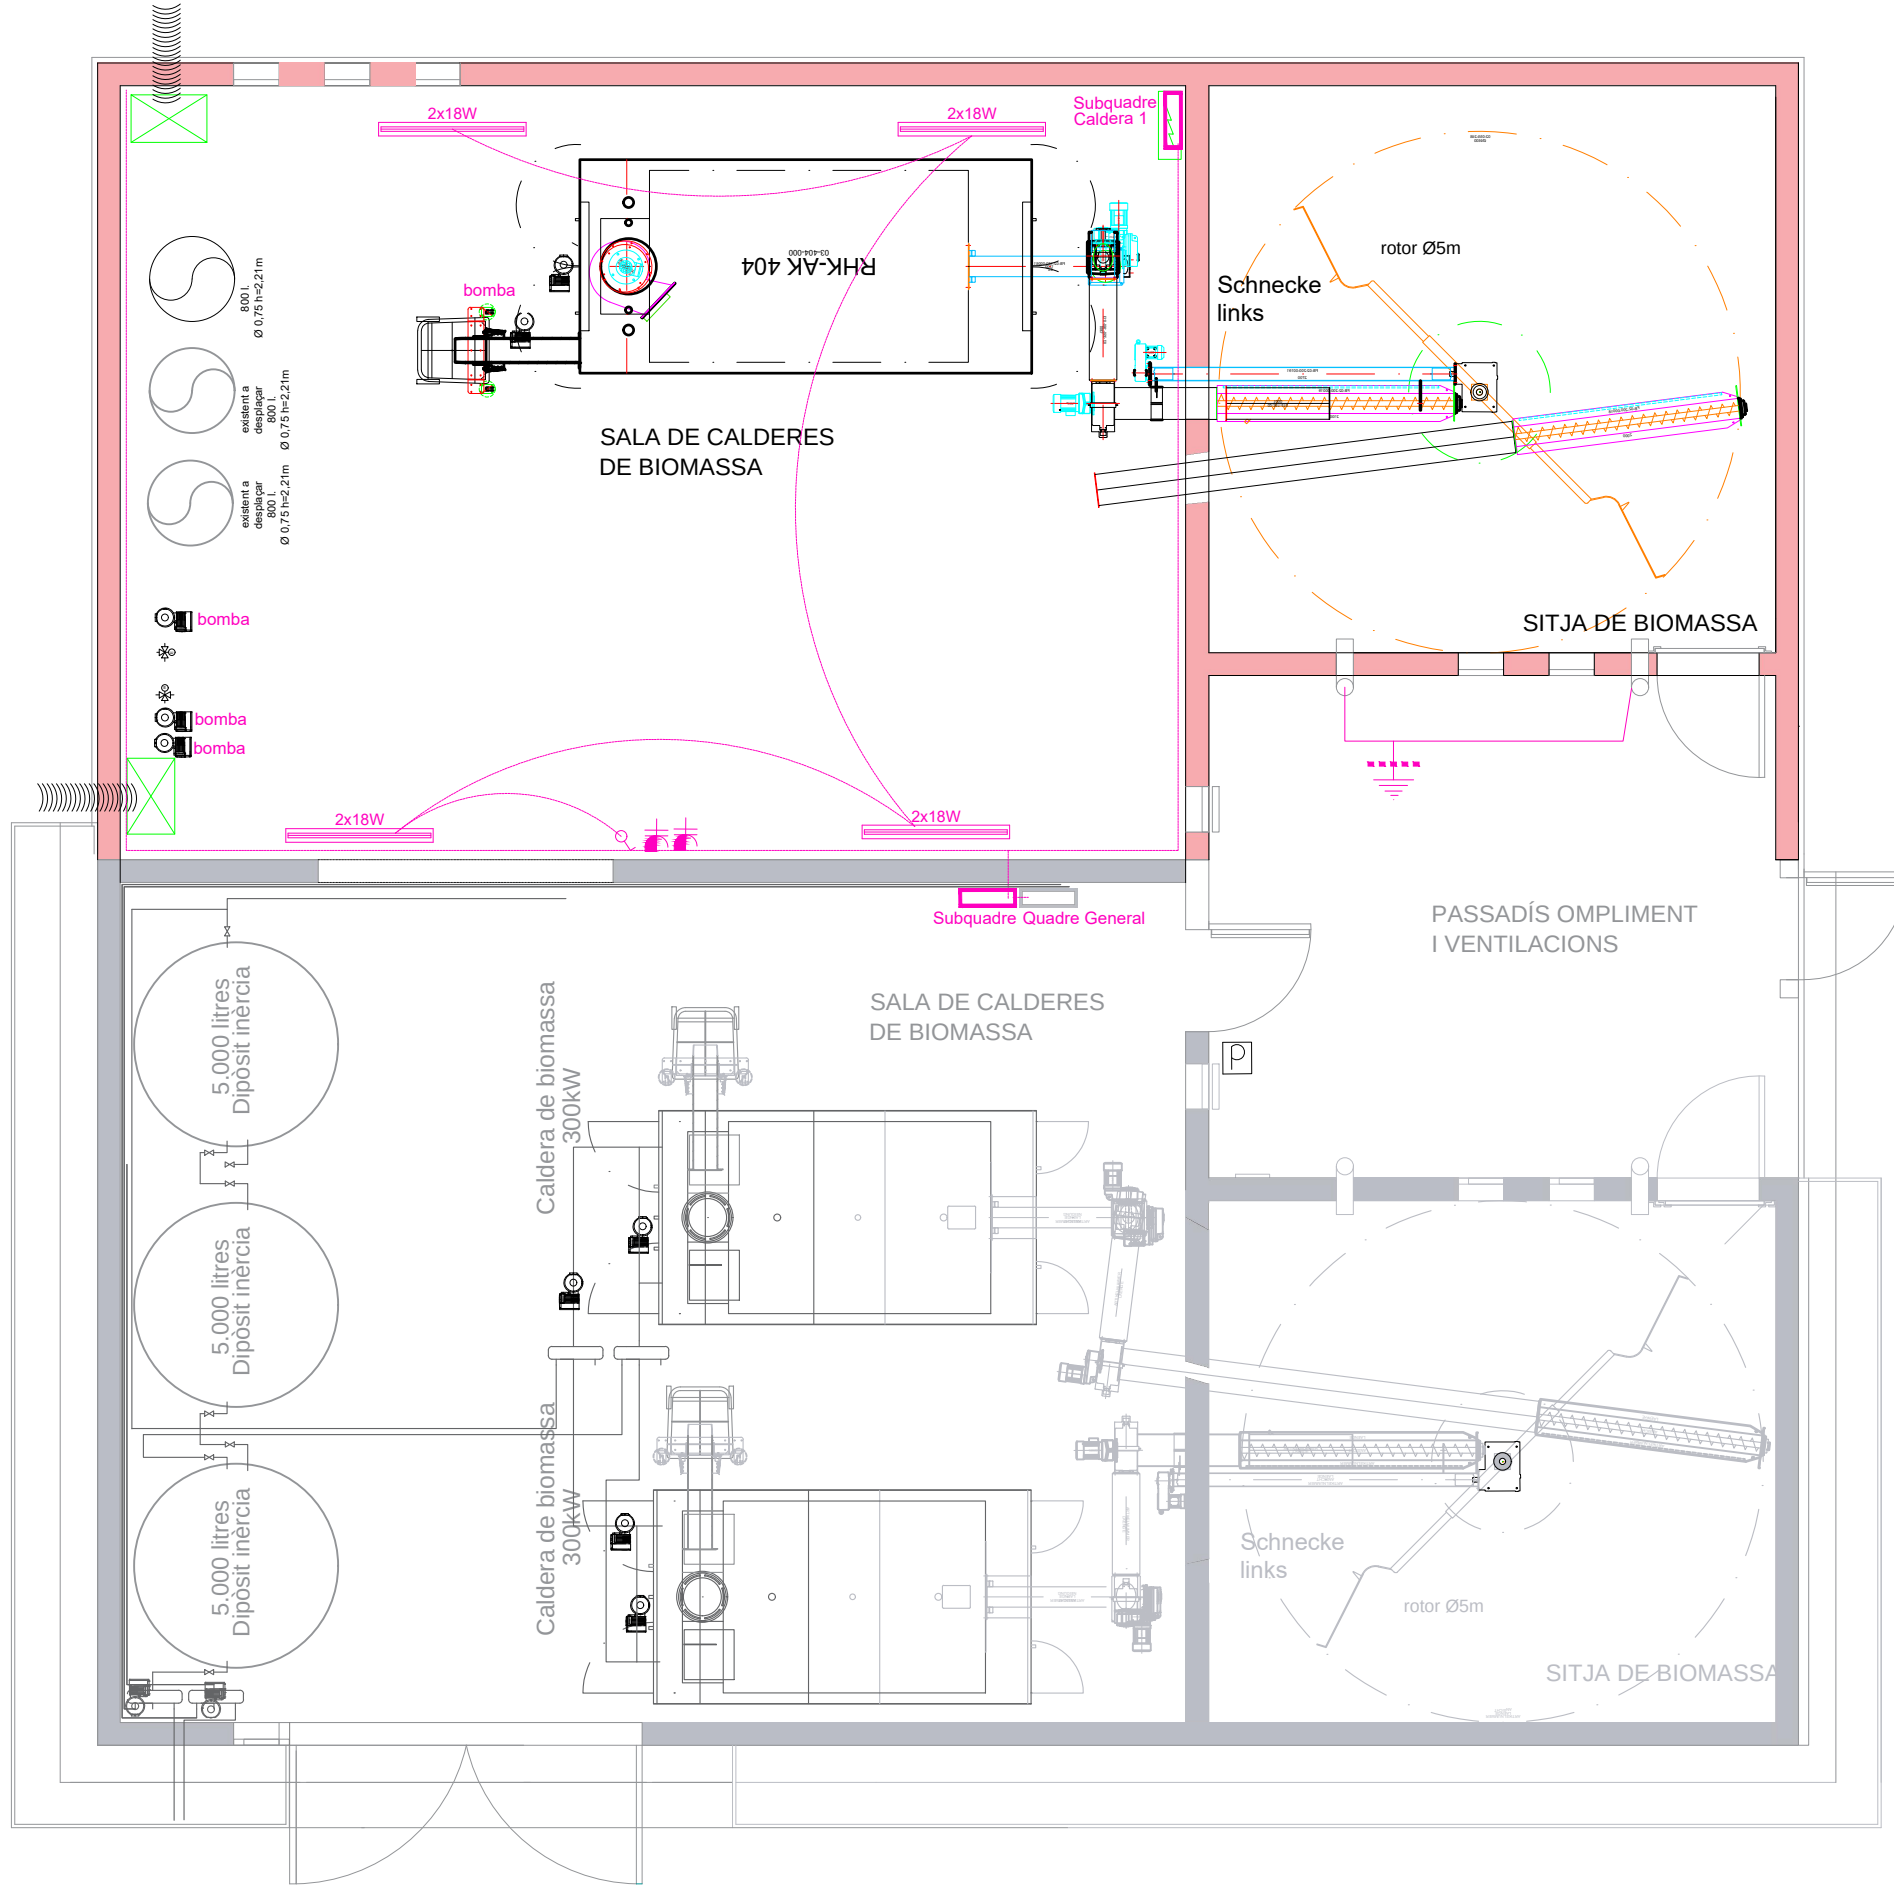 2x18W
2x18W
Subquadre
Caldera 1
rotor Ø5m
Schnecke
links
RHK-AK 404
03-404-000
bomba
800 l.
Ø 0,75 h=2,21m
existent a
desplaçar
800 l.
Ø 0,75 h=2,21m
existent a
desplaçar
800 l.
Ø 0,75 h=2,21m
SALA DE CALDERES
DE BIOMASSA
SITJA DE BIOMASSA
bomba
bomba
bomba
2x18W
2x18W
Subquadre Quadre General
PASSADÍS OMPLIMENT
I VENTILACIONS
SALA DE CALDERES
DE BIOMASSA
P
5.000 litres
Dipòsit inèrcia
Caldera de biomassa
300kW
5.000 litres
Dipòsit inèrcia
Caldera de biomassa
300kW
5.000 litres
Dipòsit inèrcia
Schnecke
links
rotor Ø5m
SITJA DE BIOMASSA